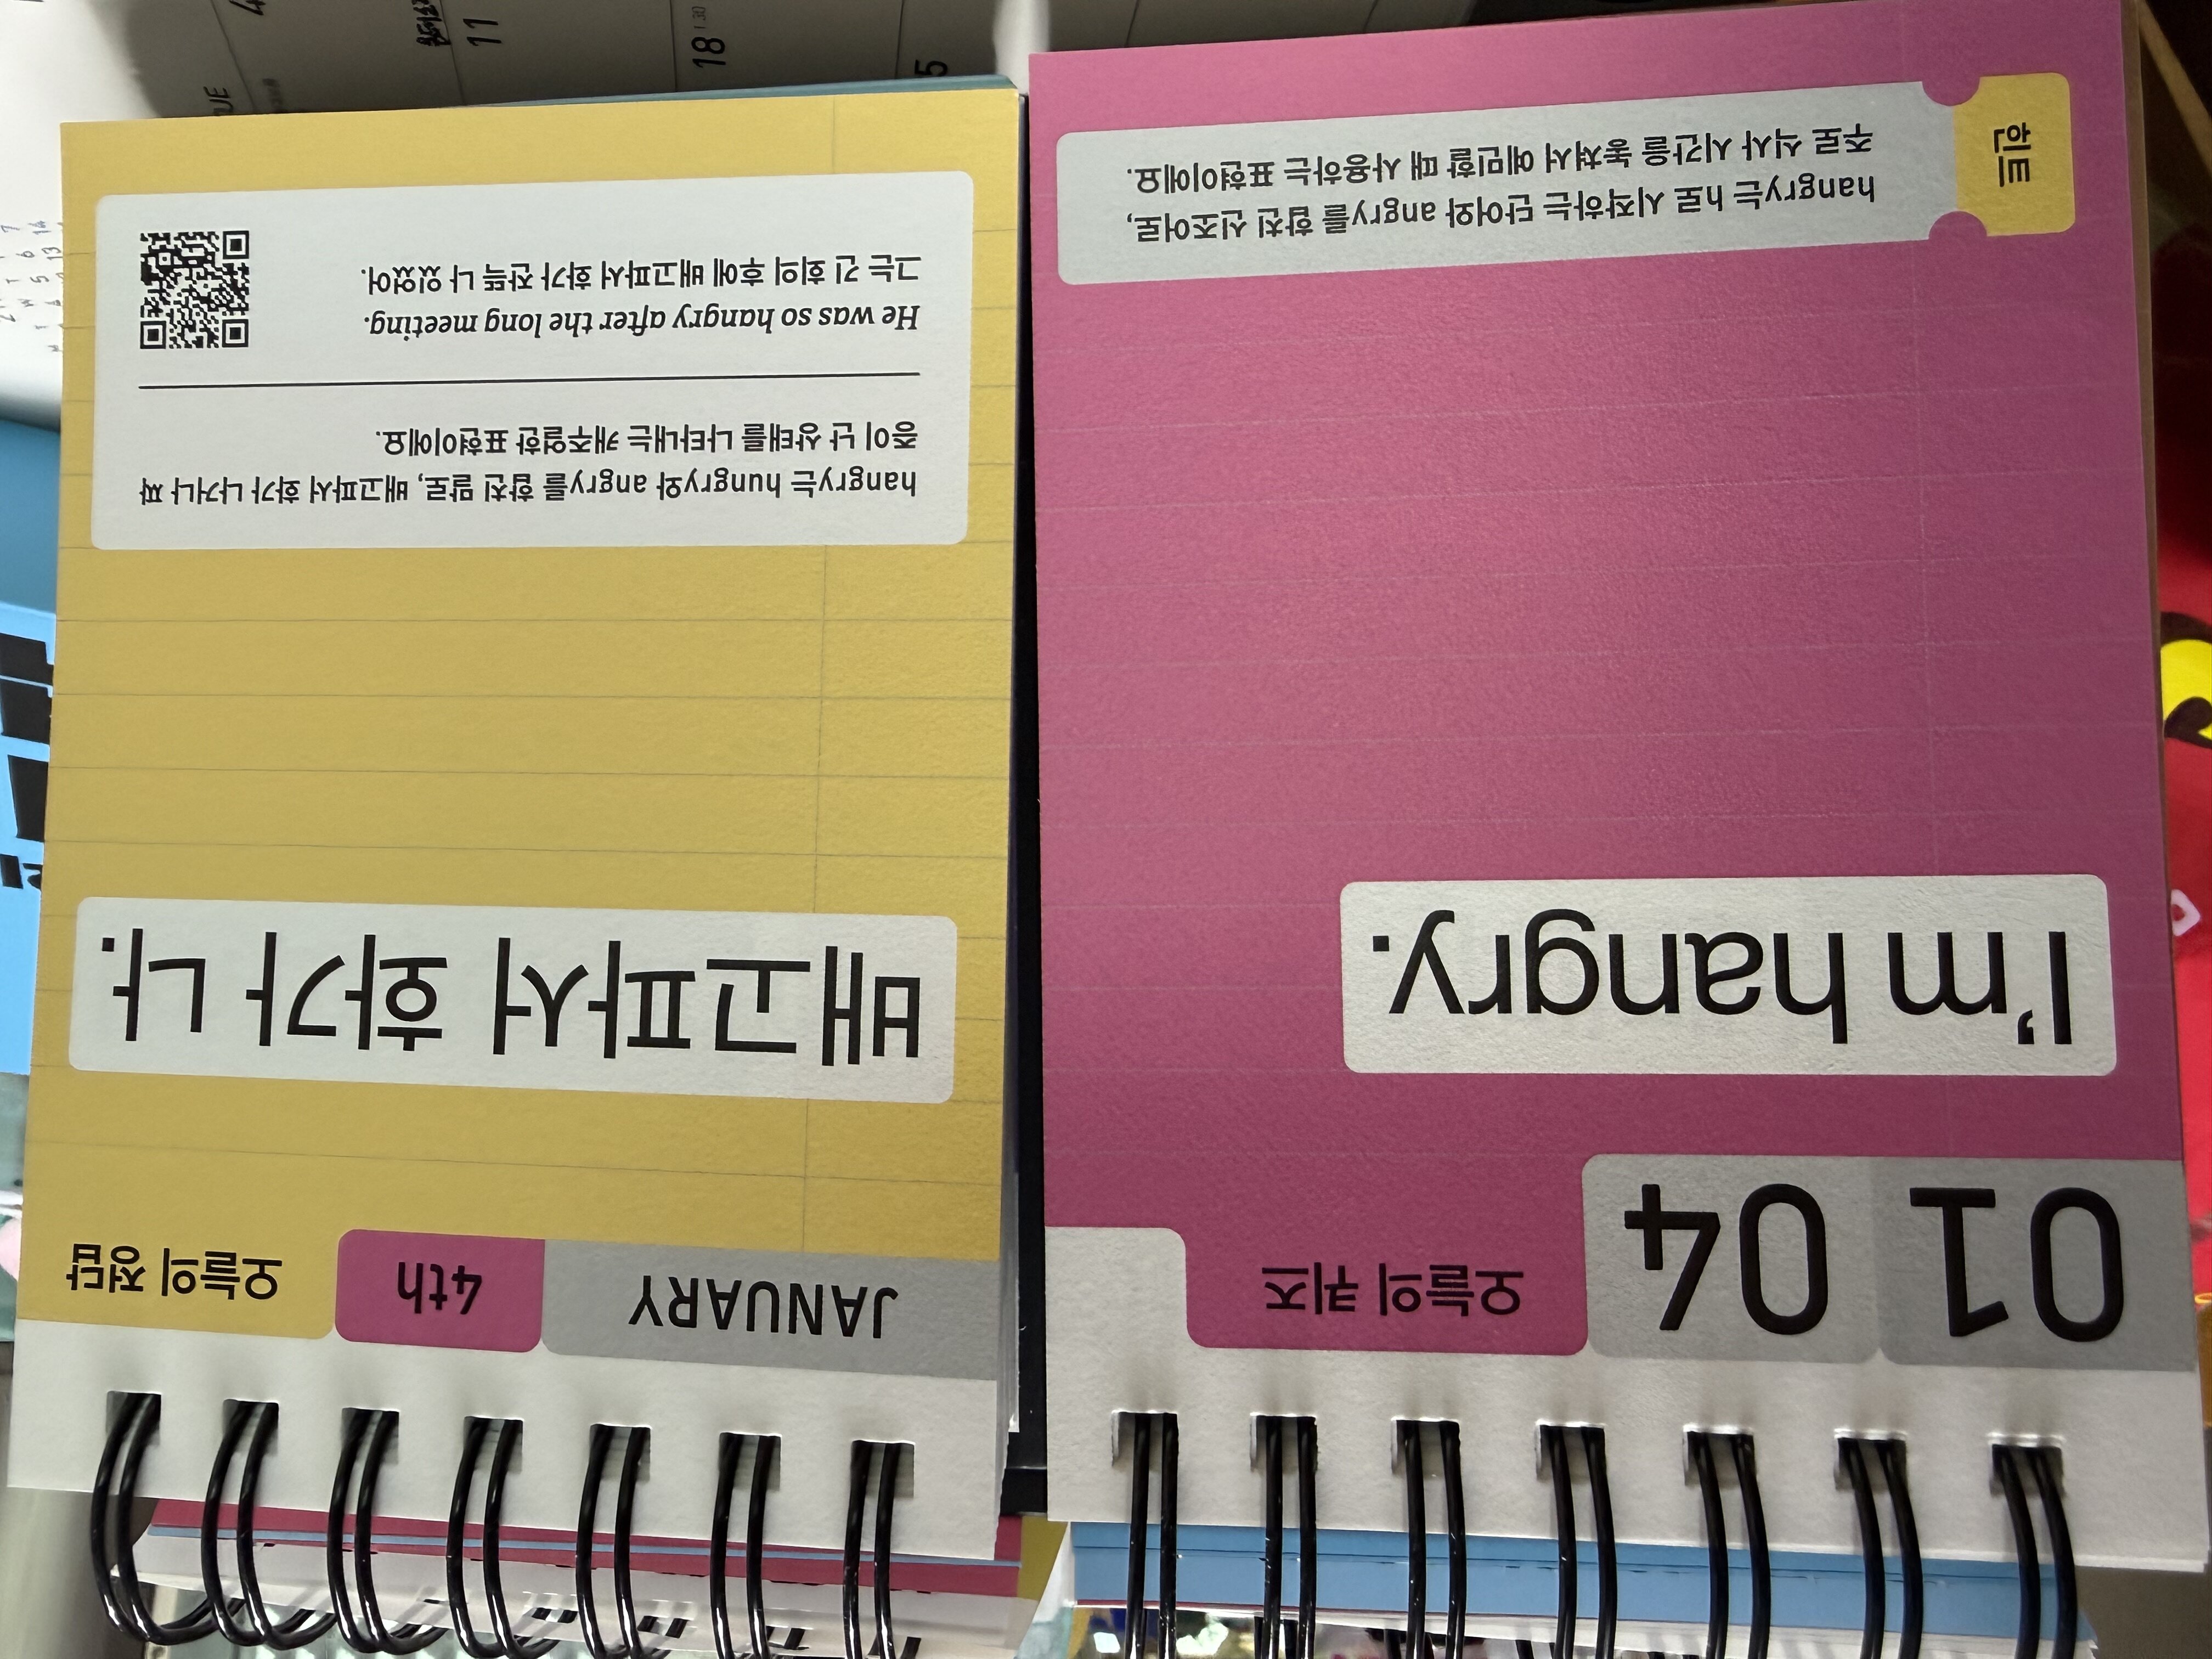 01 04
오늘의 퀴즈
I'm hangry.
힌트
hangry는 h로 시작하는 단어와 angry를 합친 신조어로,
주로 식사 시간을 놓쳐서 예민할 때 사용하는 표현이에요.
JANUARY
4th
오늘의 정답
배고파서 화가 나.
hangry는 hungry와 angry를 합친 말로, 배고파서 화가 나거나 짜
증이 난 상태를 나타내는 캐주얼한 표현이에요.
He was so hangry after the long meeting.
그는 긴 회의 후에 배고파서 화가 잔뜩 나 있었어.
11
18